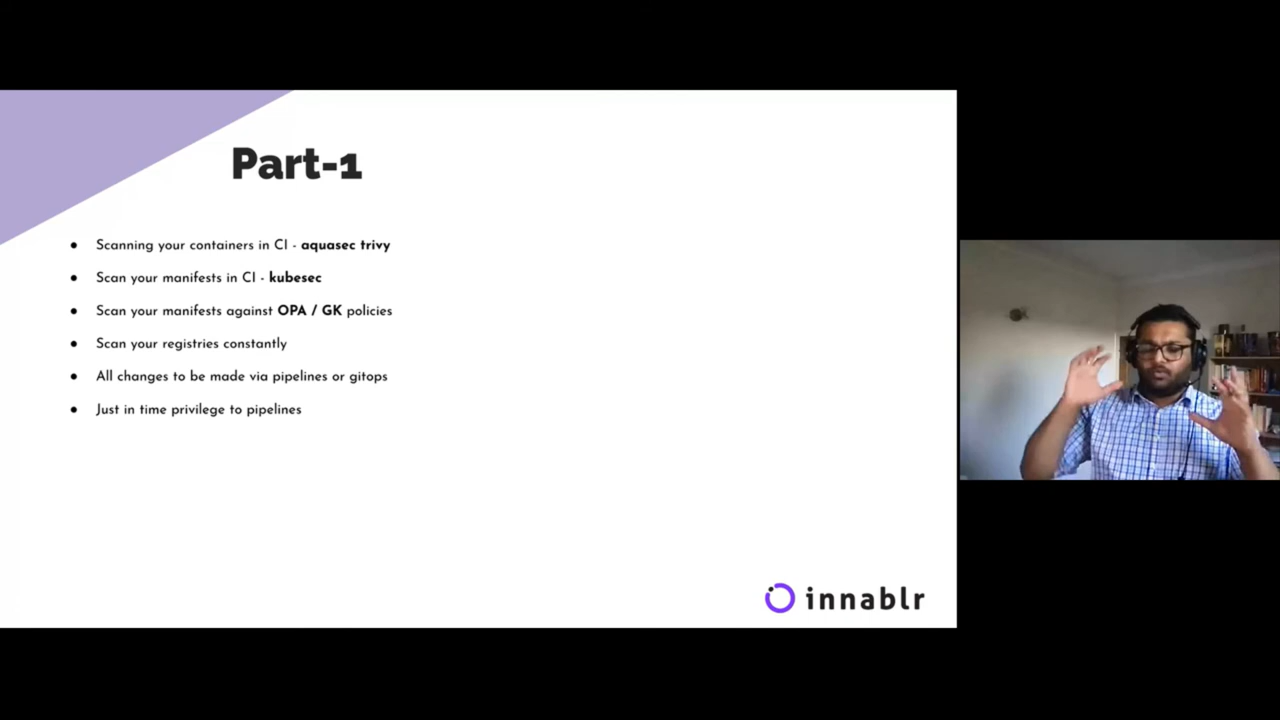 Part-1
● Scanning your containers in CI - aquasec trivy
● Scan your manifests in CI - kubesec
● Scan your manifests against OPA / GK policies
● Scan your registries constantly
● All changes to be made via pipelines or gitops
● Just in time privilege to pipelines
innablr